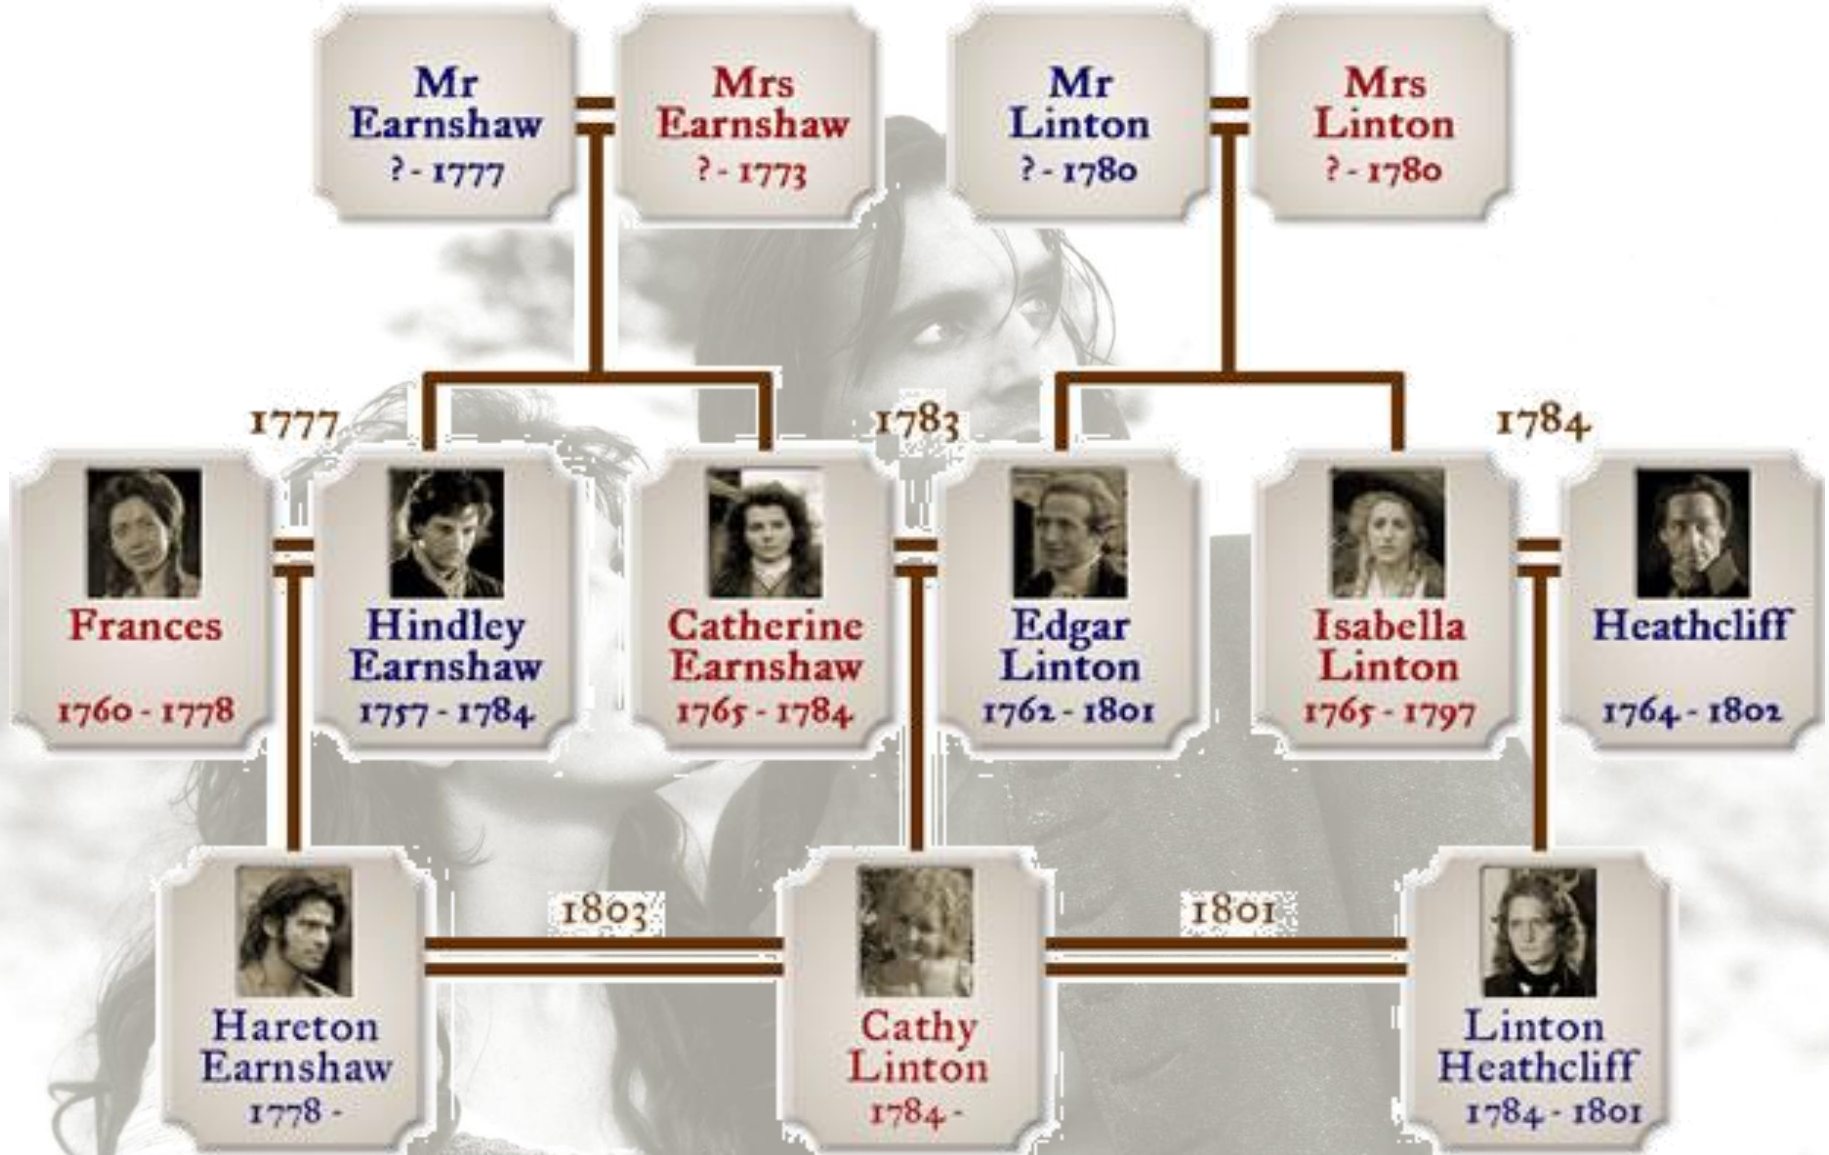 Mr
Earnshaw
? - 1777
Mrs
Earnshaw
? - 1773
Mr
Linton
? - 1780
Mrs
Linton
? - 1780
1777
1783
1784
Frances
1760 - 1778
Hindley
Earnshaw
1757 - 1784
Catherine
Earnshaw
1765 - 1784
Edgar
Linton
1762 - 1801
Isabella
Linton
1765 - 1797
Heathcliff
1764 - 1802
1803
1801
Hareton
Earnshaw
1778 -
Cathy
Linton
1784 -
Linton
Heathcliff
1784 - 1801